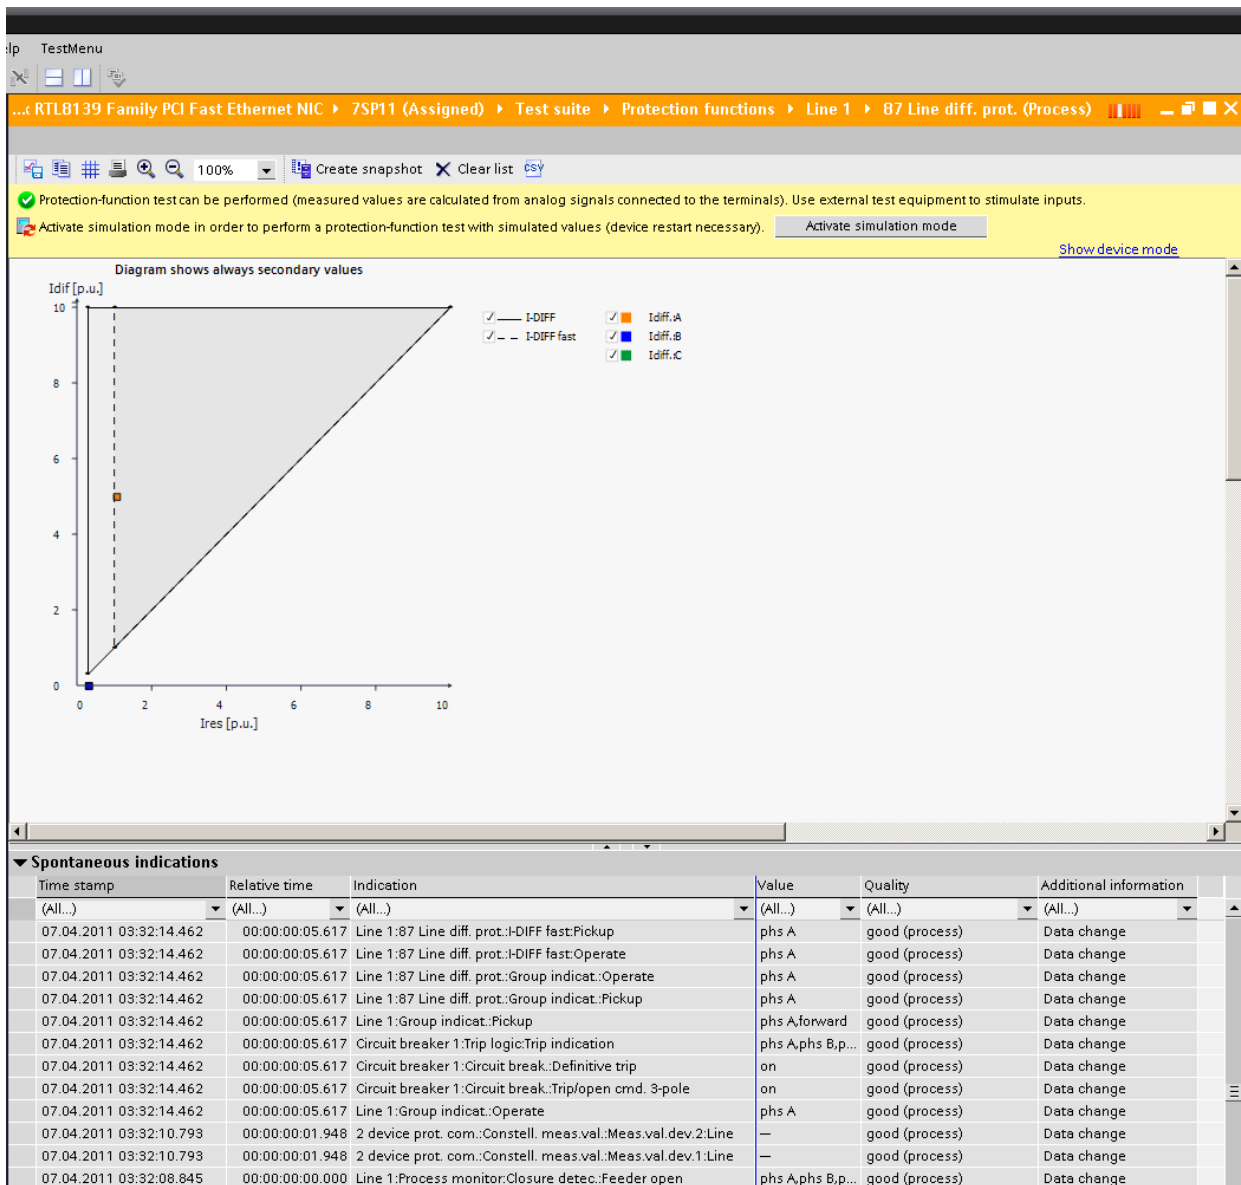 elp TestMenu
...c RTL8139 Family PCI Fast Ethernet NIC 7SP11 (Assigned) Test suite Protection functions Line 1 87 Line diff. prot. (Process)
100% Create snapshot Clear list CSV
Protection-function test can be performed (measured values are calculated from analog signals connected to the terminals). Use external test equipment to stimulate inputs.
Activate simulation mode in order to perform a protection-function test with simulated values (device restart necessary). Activate simulation mode
Show device mode
Diagram shows always secondary values
Idif [p.u.]
10
I-DIFF Idiff.:A
I-DIFF fast Idiff.:B
Idiff.:C
8
6
4
2
0
0 2 4 6 8 10
Ires [p.u.]
Spontaneous indications
Time stamp Relative time Indication Value Quality Additional information
(All...) (All...) (All...) (All...) (All...) (All...)
07.04.2011 03:32:14.462 00:00:00:05.617 Line 1:87 Line diff. prot.:I-DIFF fast:Pickup phs A good (process) Data change
07.04.2011 03:32:14.462 00:00:00:05.617 Line 1:87 Line diff. prot.:I-DIFF fast:Operate phs A good (process) Data change
07.04.2011 03:32:14.462 00:00:00:05.617 Line 1:87 Line diff. prot.:Group indicat.:Operate phs A good (process) Data change
07.04.2011 03:32:14.462 00:00:00:05.617 Line 1:87 Line diff. prot.:Group indicat.:Pickup phs A good (process) Data change
07.04.2011 03:32:14.462 00:00:00:05.617 Line 1:Group indicat.:Pickup phs A,forward good (process) Data change
07.04.2011 03:32:14.462 00:00:00:05.617 Circuit breaker 1:Trip logic:Trip indication phs A,phs B,p... good (process) Data change
07.04.2011 03:32:14.462 00:00:00:05.617 Circuit breaker 1:Circuit break.:Definitive trip on good (process) Data change
07.04.2011 03:32:14.462 00:00:00:05.617 Circuit breaker 1:Circuit break.:Trip/open cmd. 3-pole on good (process) Data change
07.04.2011 03:32:14.462 00:00:00:05.617 Line 1:Group indicat.:Operate phs A good (process) Data change
07.04.2011 03:32:10.793 00:00:00:01.948 2 device prot. com.:Constell. meas.val.:Meas.val.dev.2:Line — good (process) Data change
07.04.2011 03:32:10.793 00:00:00:01.948 2 device prot. com.:Constell. meas.val.:Meas.val.dev.1:Line — good (process) Data change
07.04.2011 03:32:08.845 00:00:00:00.000 Line 1:Process monitor:Closure detec.:Feeder open phs A,phs B,p... good (process) Data change